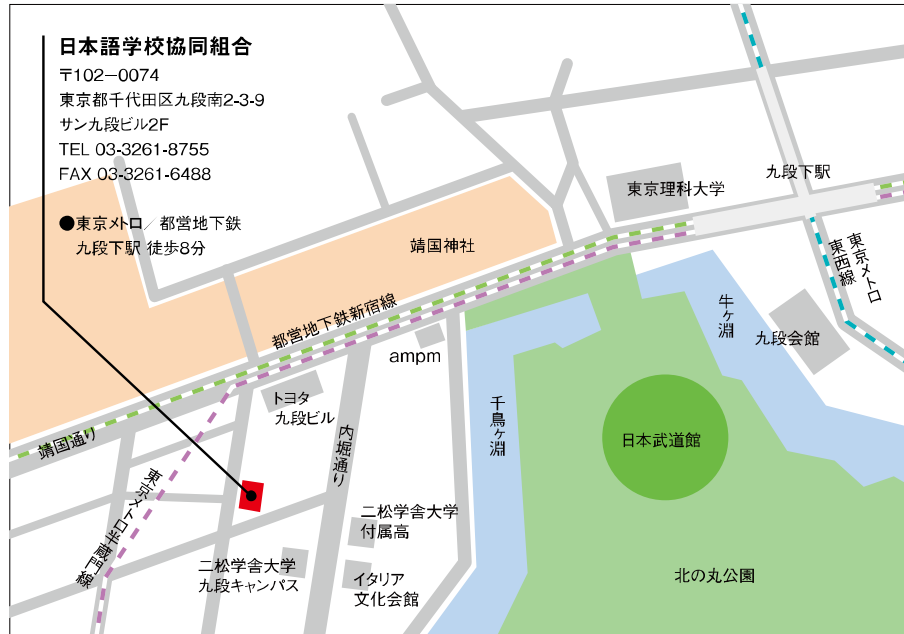 日本語学校協同組合
〒102−0074
東京都千代田区九段南2-3-9
サン九段ビル2F
TEL 03-3261-8755
FAX 03-3261-6488
●東京メトロ／都営地下鉄
九段下駅 徒歩8分
九段下駅
東京理科大学
靖国神社
東京メトロ
東西線
牛ヶ淵
九段会館
都営地下鉄新宿線
ampm
トヨタ
九段ビル
千鳥ヶ淵
日本武道館
内堀通り
靖国通り
東京メトロ半蔵門線
二松学舎大学
付属高
二松学舎大学
九段キャンパス
イタリア
文化会館
北の丸公園